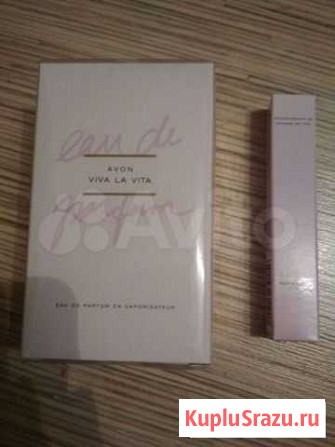 eau de
AVON
VIVA LA VITA
parfum
EAU DE PARFUM EN VAPORISATEUR
Avito
KupluSrazu.ru